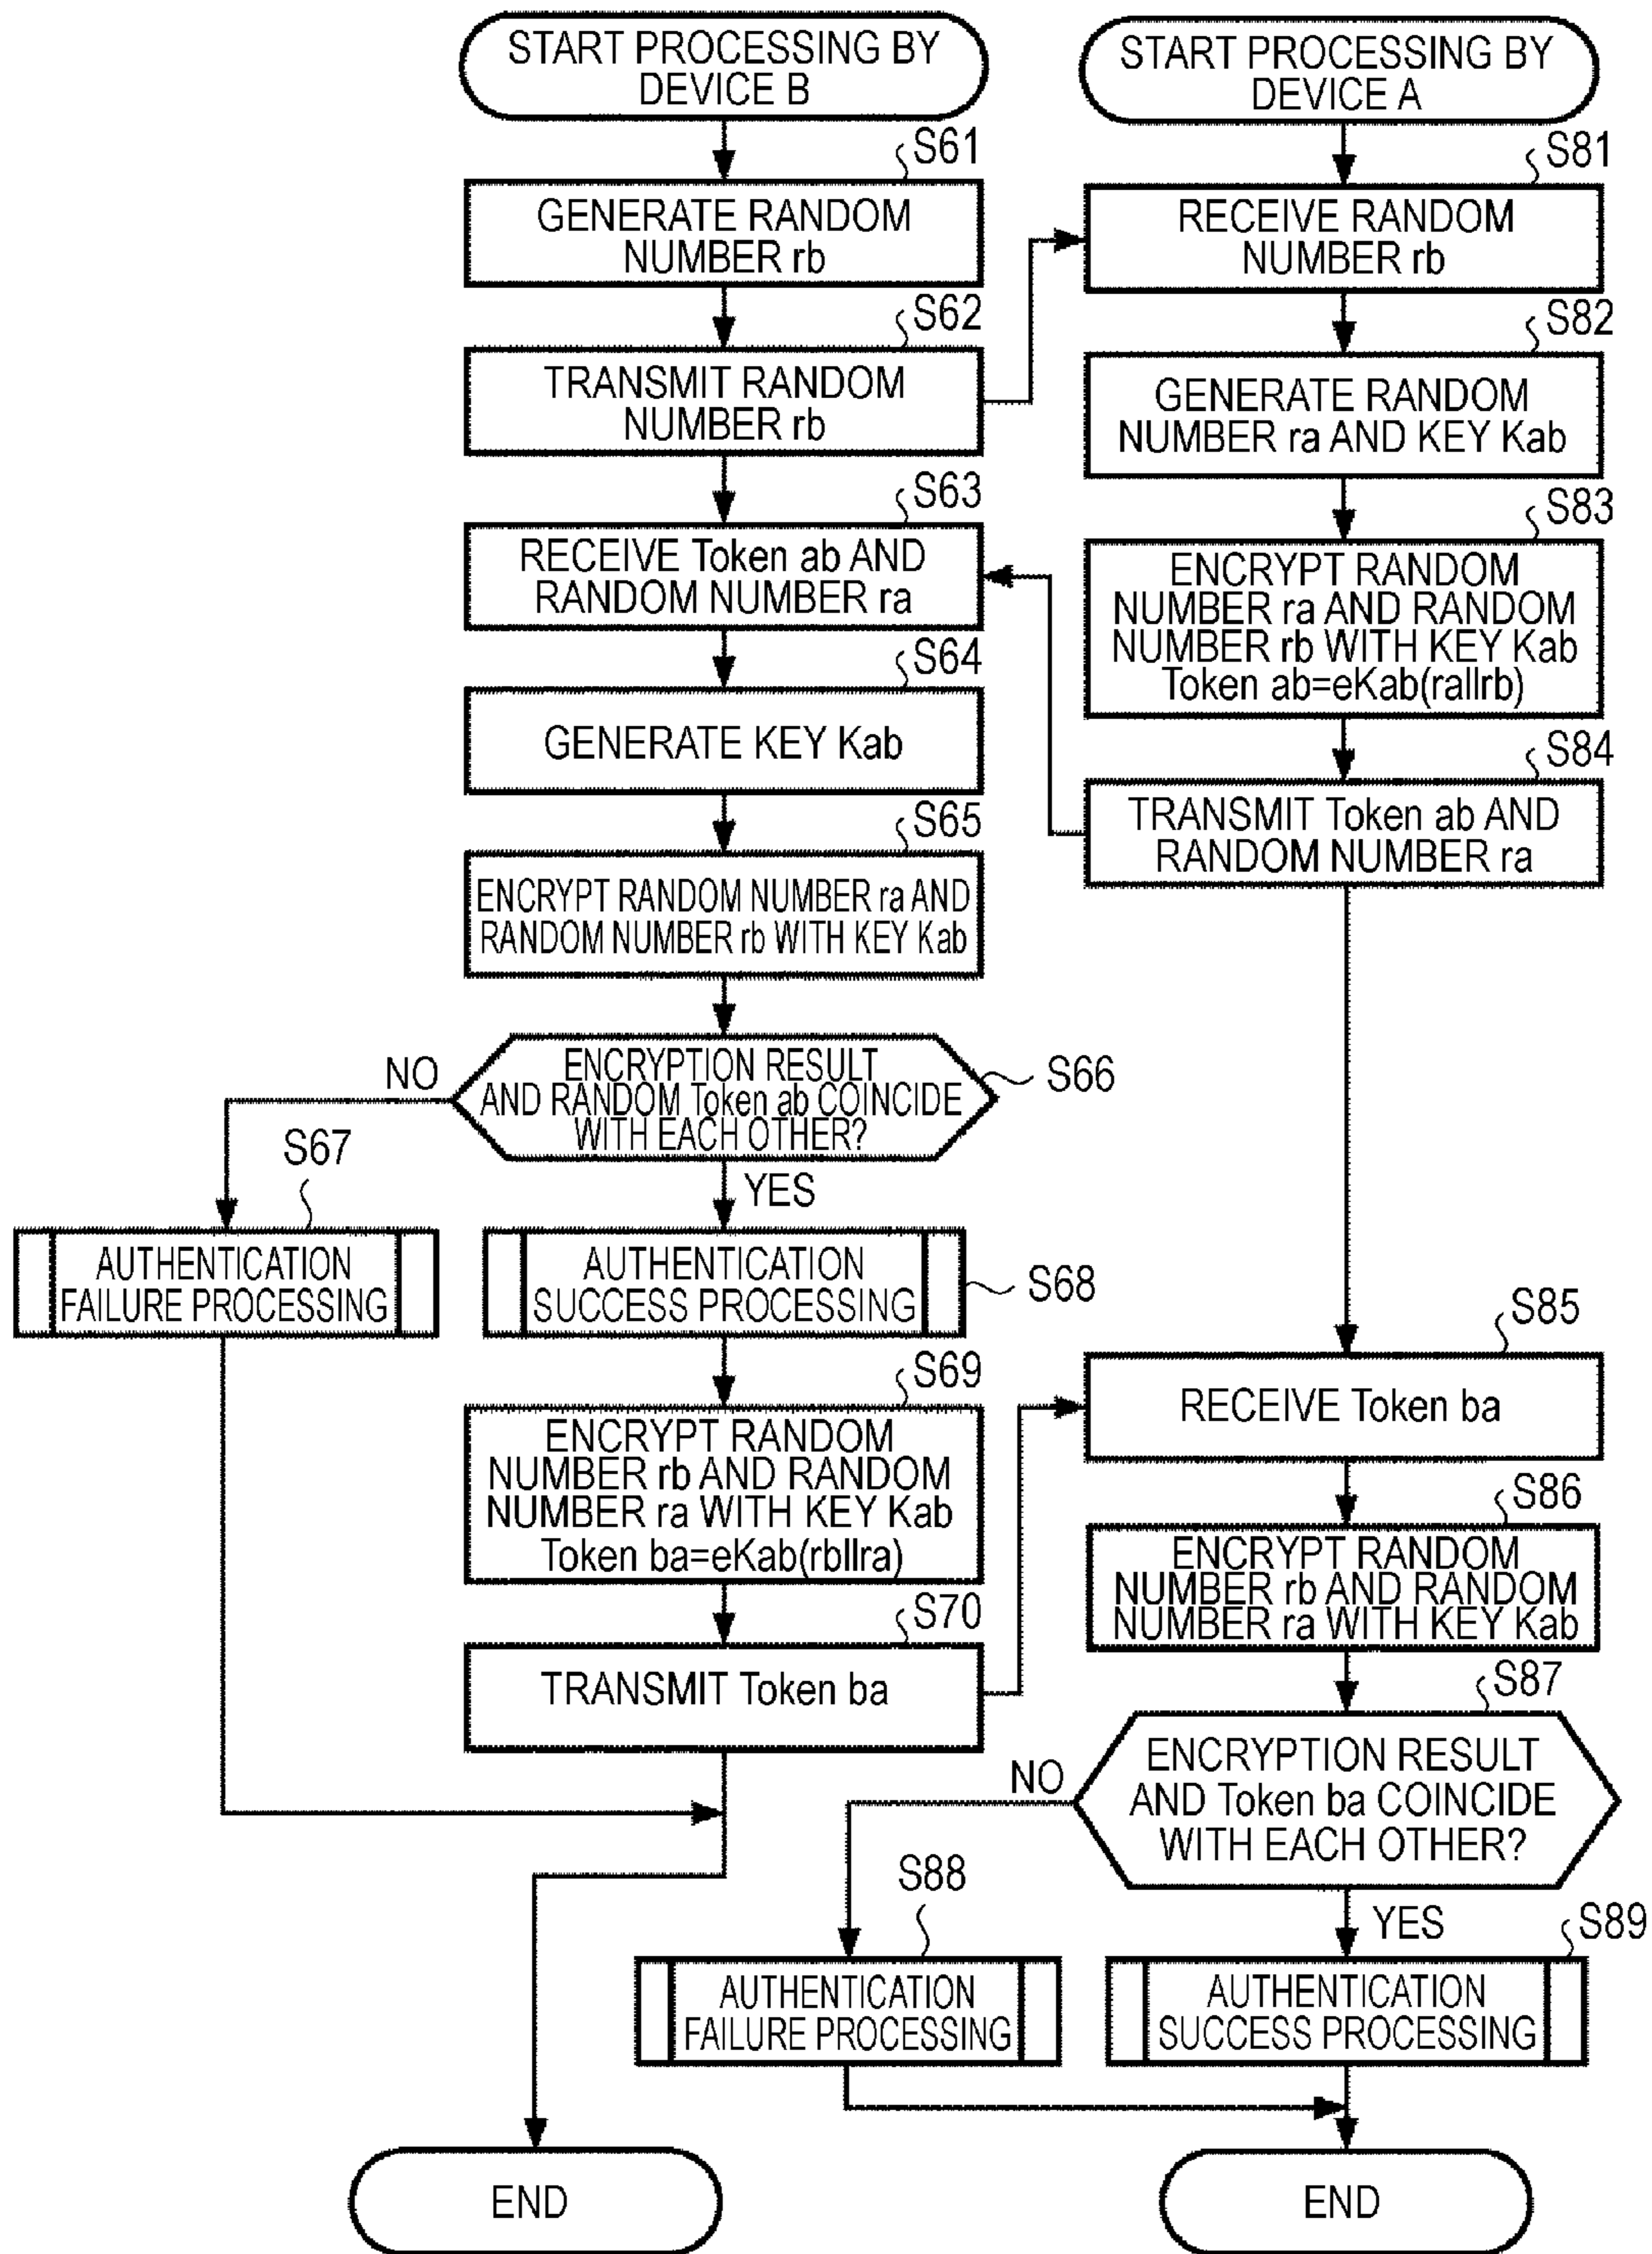 START PROCESSING BY
DEVICE B
S61
GENERATE RANDOM
NUMBER rb
S62
TRANSMIT RANDOM
NUMBER rb
S63
RECEIVE Token ab AND
RANDOM NUMBER ra
S64
GENERATE KEY Kab
S65
ENCRYPT RANDOM NUMBER ra AND
RANDOM NUMBER rb WITH KEY Kab
ENCRYPTION RESULT
AND RANDOM Token ab COINCIDE
WITH EACH OTHER?
S66
NO
YES
S67
AUTHENTICATION
FAILURE PROCESSING
AUTHENTICATION
SUCCESS PROCESSING
S68
S69
ENCRYPT RANDOM
NUMBER rb AND RANDOM
NUMBER ra WITH KEY Kab
Token ba=eKab(rbllra)
S70
TRANSMIT Token ba
END
START PROCESSING BY
DEVICE A
S81
RECEIVE RANDOM
NUMBER rb
S82
GENERATE RANDOM
NUMBER ra AND KEY Kab
S83
ENCRYPT RANDOM
NUMBER ra AND RANDOM
NUMBER rb WITH KEY Kab
Token ab=eKab(rallrb)
S84
TRANSMIT Token ab AND
RANDOM NUMBER ra
S85
RECEIVE Token ba
S86
ENCRYPT RANDOM
NUMBER rb AND RANDOM
NUMBER ra WITH KEY Kab
S87
ENCRYPTION RESULT
AND Token ba COINCIDE
WITH EACH OTHER?
NO
YES
S88
AUTHENTICATION
FAILURE PROCESSING
S89
AUTHENTICATION
SUCCESS PROCESSING
END